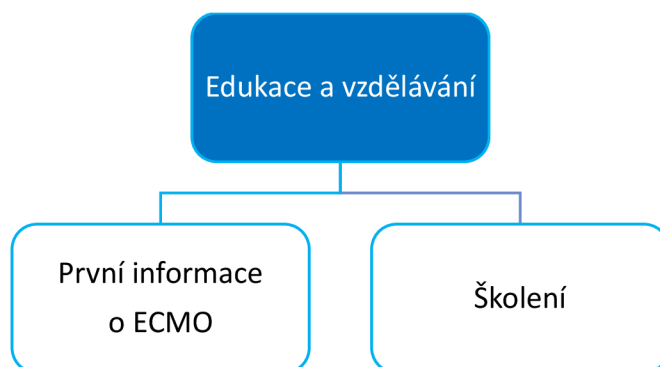 Edukace a vzdělávání
První informace
o ECMO
Školení